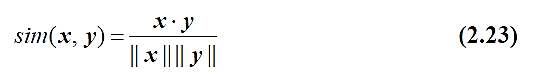 sim(x, y) = x · y / || x || || y || (2.23)